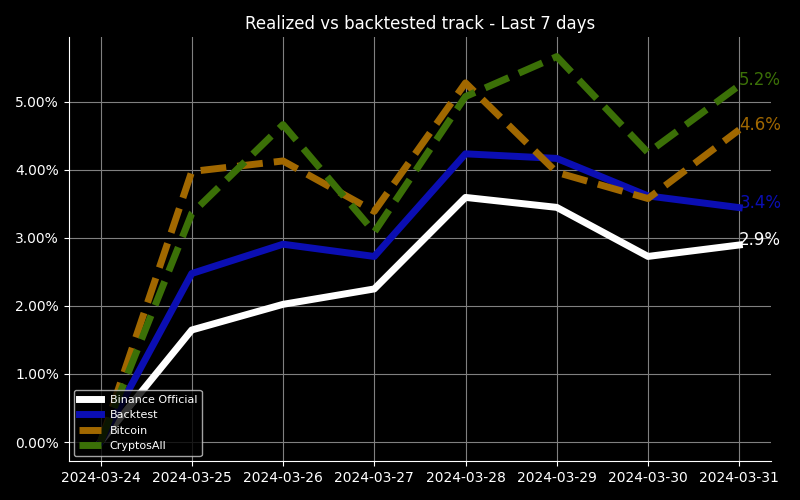 Realized vs backtested track - Last 7 days
5.00%
4.00%
3.00%
2.00%
1.00%
0.00%
5.2%
4.6%
3.4%
2.9%
Binance Official
Backtest
Bitcoin
CryptosAll
2024-03-24 2024-03-25 2024-03-26 2024-03-27 2024-03-28 2024-03-29 2024-03-30 2024-03-31